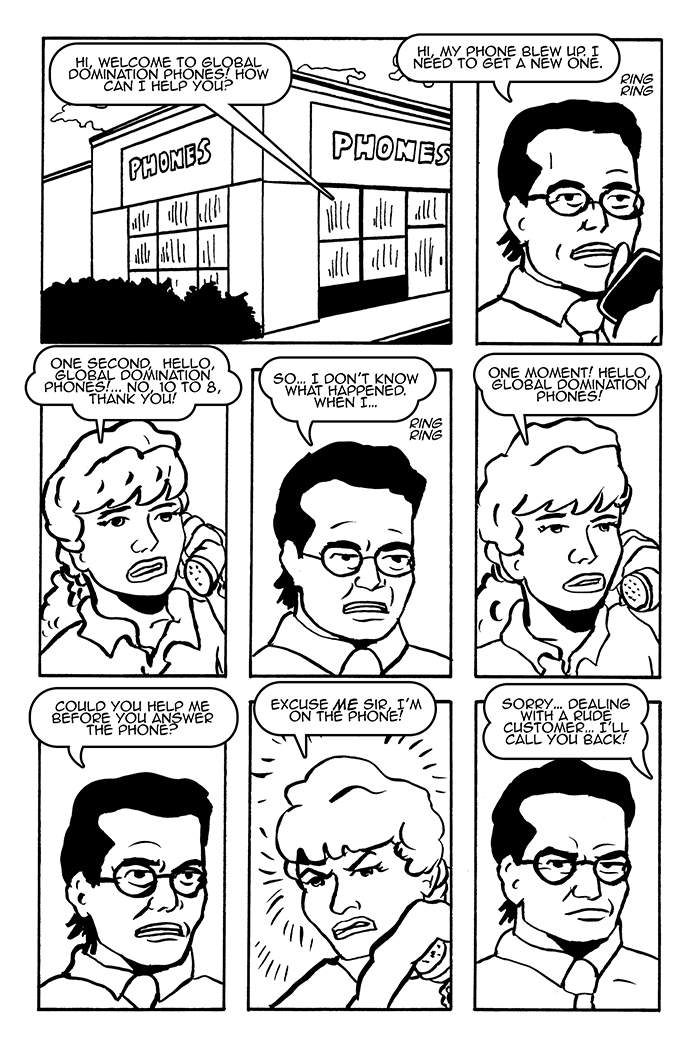 HI, WELCOME TO GLOBAL
DOMINATION PHONES! HOW
CAN I HELP YOU?
PHONES
PHONES
HI, MY PHONE BLEW UP. I
NEED TO GET A NEW ONE.
RING
RING
ONE SECOND, HELLO,
GLOBAL DOMINATION
PHONES!... NO, 10 TO 8,
THANK YOU!
SO... I DON'T KNOW
WHAT HAPPENED.
WHEN I...
RING
RING
ONE MOMENT! HELLO,
GLOBAL DOMINATION
PHONES!
COULD YOU HELP ME
BEFORE YOU ANSWER
THE PHONE?
EXCUSE ME SIR, I'M
ON THE PHONE!
SORRY... DEALING
WITH A RUDE
CUSTOMER... I'LL
CALL YOU BACK!